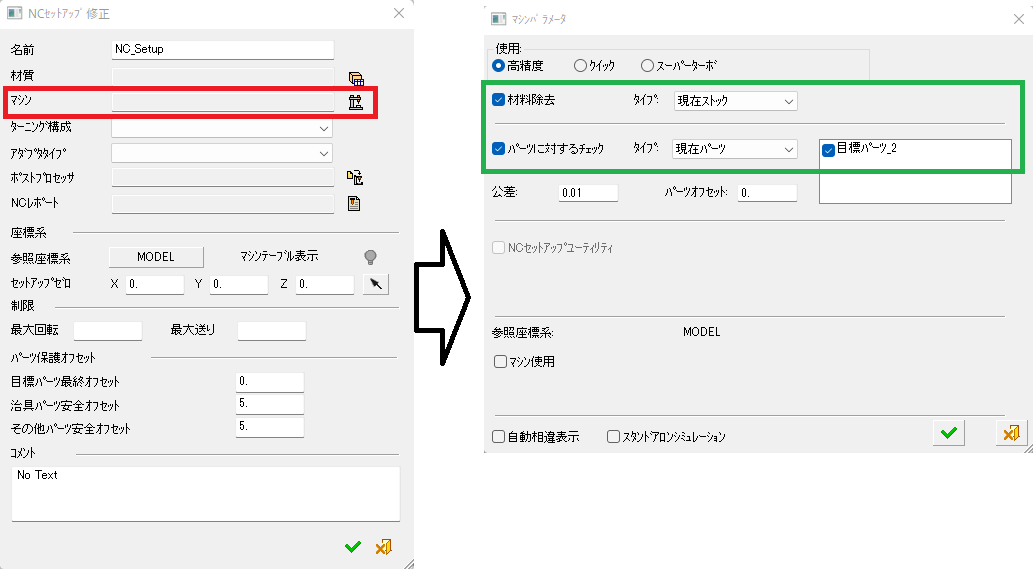 NCセットアップ 修正
名前 NC_Setup
材質
マシン
ターニング構成
アダプタタイプ
ポストプロセッサ
NCレポート
座標系
参照座標系 MODEL マシンテーブル表示
セットアップゼロ X 0. Y 0. Z 0.
制限
最大回転 最大送り
パーツ保護オフセット
目標パーツ最終オフセット 0.
治具パーツ安全オフセット 5.
その他パーツ安全オフセット 5.
コメント
No Text
マシンパラメータ
使用:
高精度 クイック スーパーターボ
材料除去 タイプ: 現在ストック
パーツに対するチェック タイプ: 現在パーツ 目標パーツ_2
公差: 0.01 パーツオフセット: 0.
NCセットアップユーティリティ
参照座標系: MODEL
マシン使用
自動相違表示 スタンドアロンシミュレーション